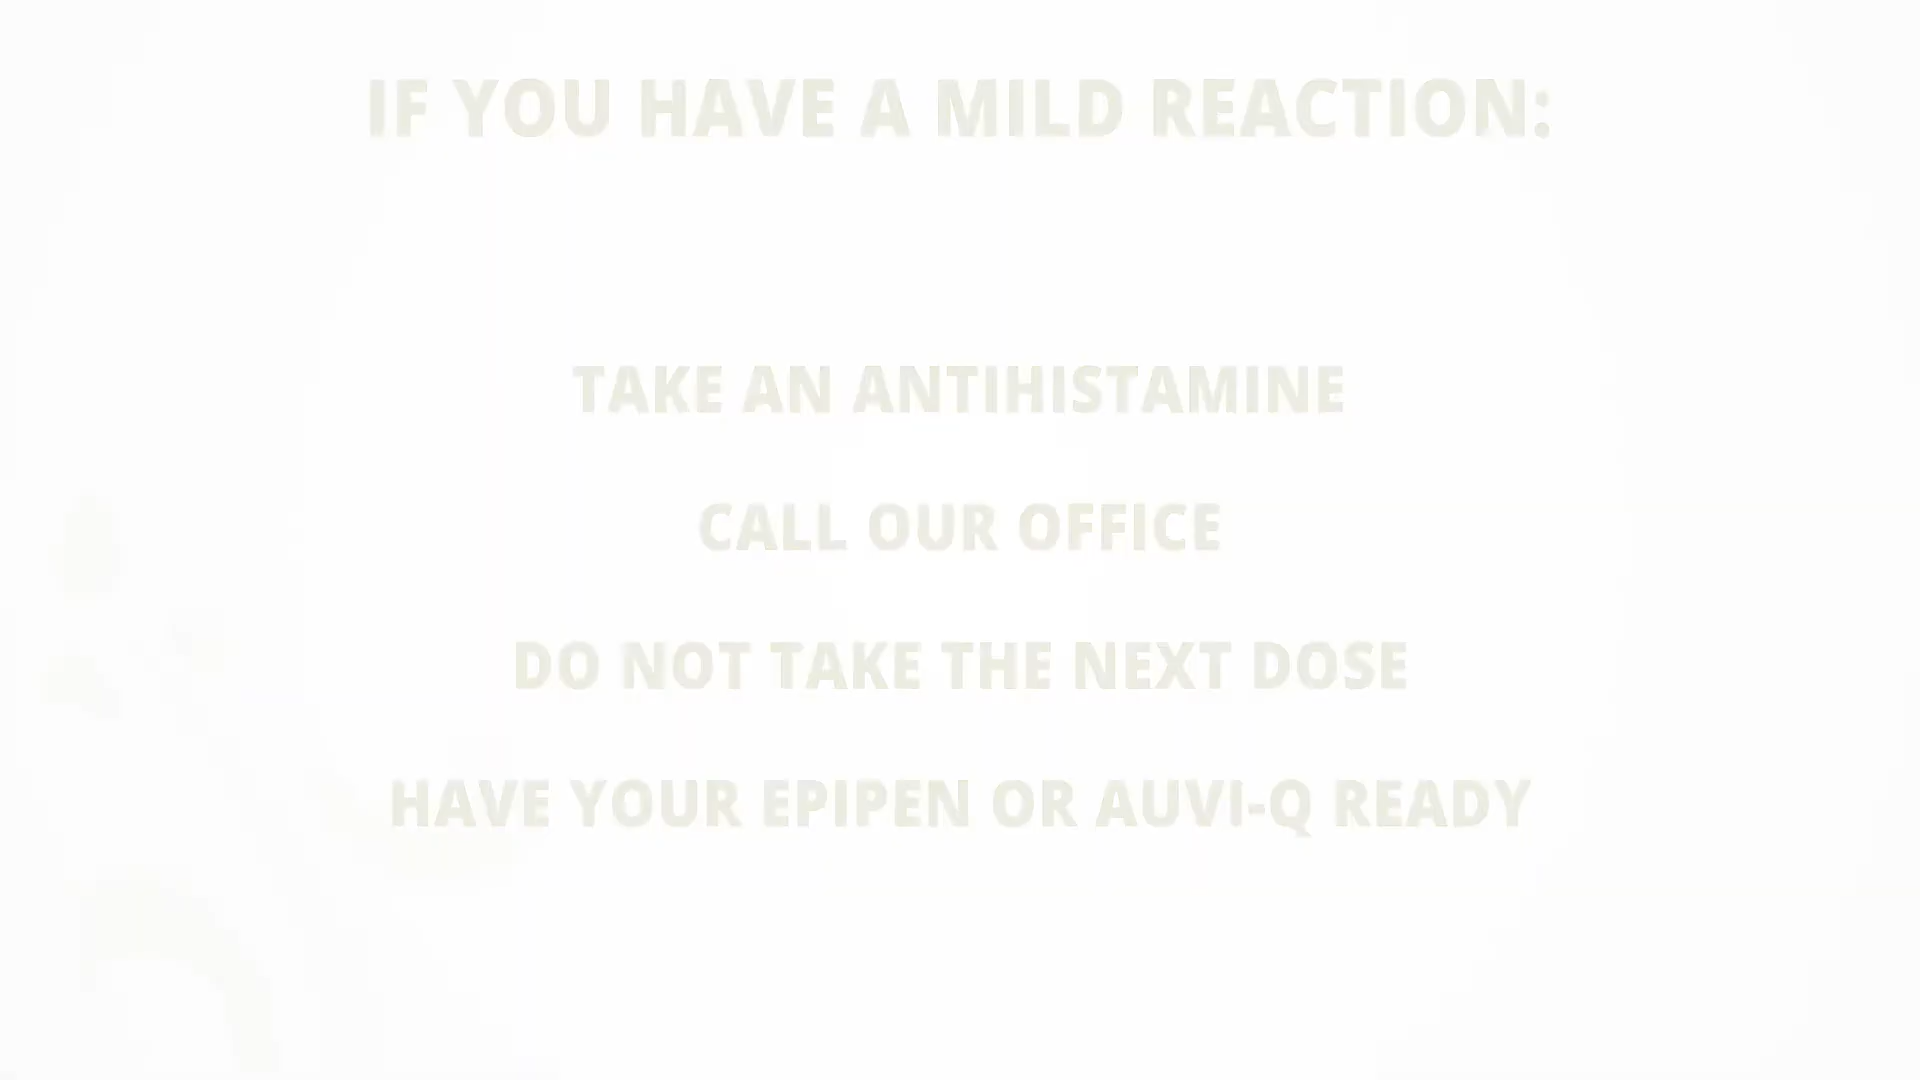 IF YOU HAVE A MILD REACTION:
TAKE AN ANTIHISTAMINE
CALL OUR OFFICE
DO NOT TAKE THE NEXT DOSE
HAVE YOUR EPIPEN OR AUVI-Q READY